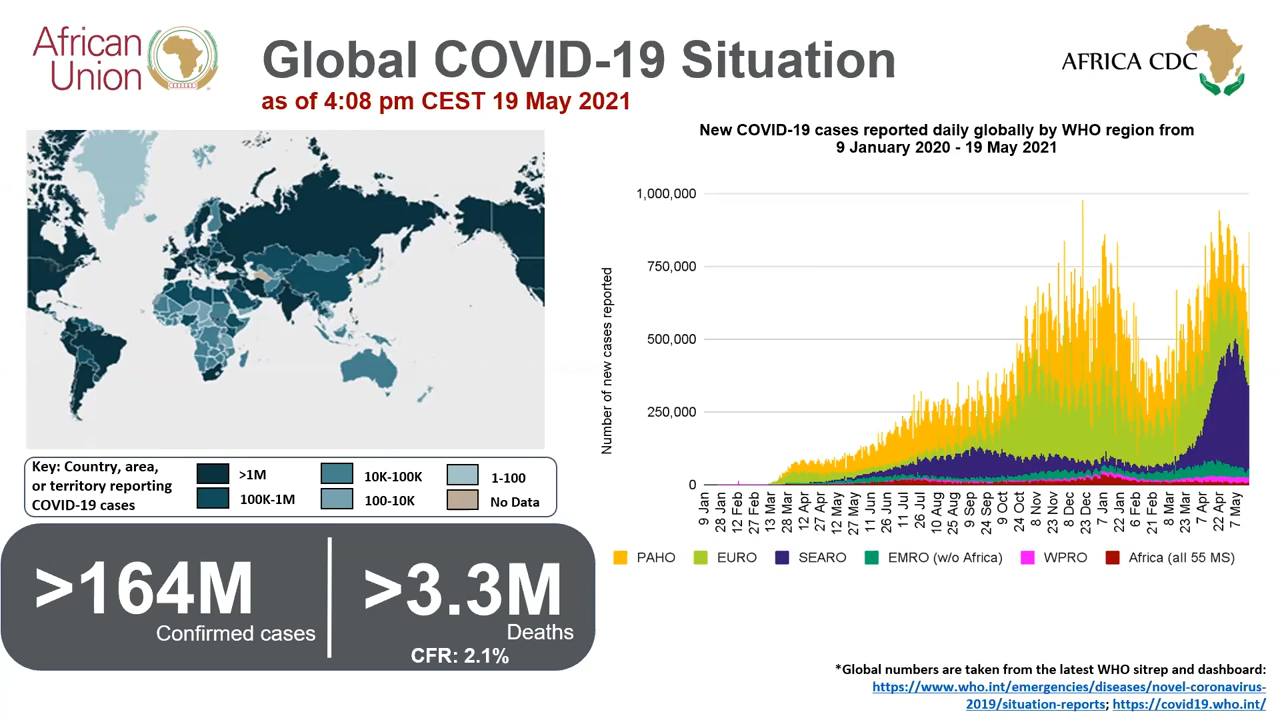 African
Union
Global COVID-19 Situation
as of 4:08 pm CEST 19 May 2021
AFRICA CDC
Key: Country, area,
or territory reporting
COVID-19 cases
>1M
100K-1M
10K-100K
100-10K
1-100
No Data
>164M
Confirmed cases
>3.3M
Deaths
CFR: 2.1%
New COVID-19 cases reported daily globally by WHO region from
9 January 2020 - 19 May 2021
Number of new cases reported
1,000,000
750,000
500,000
250,000
0
9 Jan
28 Jan
12 Feb
27 Feb
13 Mar
28 Mar
12 Apr
27 Apr
12 May
27 May
11 Jun
26 Jun
11 Jul
26 Jul
10 Aug
25 Aug
9 Sep
24 Sep
9 Oct
24 Oct
8 Nov
23 Nov
8 Dec
23 Dec
7 Jan
22 Jan
6 Feb
21 Feb
8 Mar
23 Mar
7 Apr
22 Apr
7 May
PAHO
EURO
SEARO
EMRO (w/o Africa)
WPRO
Africa (all 55 MS)
*Global numbers are taken from the latest WHO sitrep and dashboard:
https://www.who.int/emergencies/diseases/novel-coronavirus-
2019/situation-reports; https://covid19.who.int/